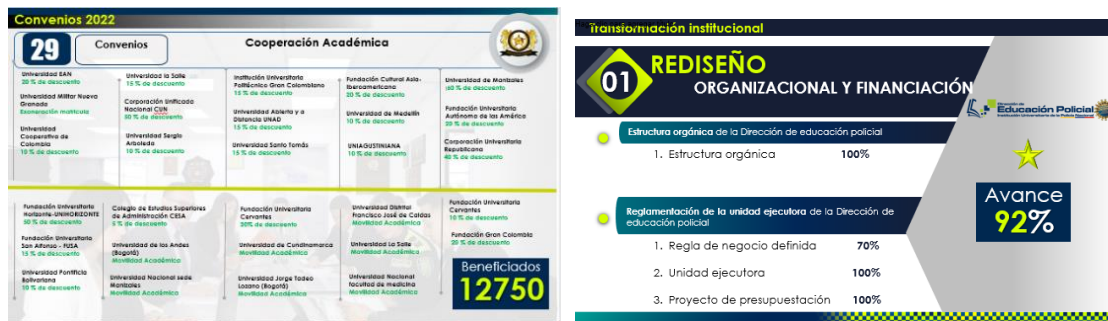 Convenios 2022
29
Convenios
Cooperación Académica
Universidad EAN
20 % de descuento
Universidad Militar Nueva
Granada
Exoneración matrícula
Universidad
Cooperativa de
Colombia
10 % de descuento
Universidad la Salle
15 % de descuento
Corporación Unificada
Nacional CUN
50 % de descuento
Universidad Sergio
Arboleda
10 % de descuento
Institución Universitaria
Politécnico Gran Colombiano
15 % de descuento
Universidad Abierta y a
Distancia UNAD
15 % de descuento
Universidad Santo Tomás
15 % de descuento
Fundación Cultural Asia-
Iberoamericana
20 % de descuento
Universidad de Medellín
10 % de descuento
UNIAGUSTINIANA
10 % de descuento
Universidad de Manizales
de descuento
Fundación Universitaria
Autónoma de las América
20 % de descuento
Corporación Universitaria
Republicana
40 % de descuento
Fundación Universitaria
Horizonte-UNIHORIZONTE
50 % de descuento
Fundación Universitaria
San Alfonso - FUSA
15 % de descuento
Universidad Pontificia
Bolivariana
10 % de descuento
Colegio de Estudios Superiores
de Administración CESA
5 % de descuento
Universidad de los Andes
(Bogotá)
Movilidad Académica
Universidad Nacional sede
Manizales
Movilidad Académica
Fundación Universitaria
Cervantes
50% de descuento
Universidad de Cundinamarca
Movilidad Académica
Universidad Jorge Tadeo
Lozano (Bogotá)
Movilidad Académica
Universidad Distrital
Francisco José de Caldas
Movilidad Académica
Universidad La Salle
Movilidad Académica
Universidad Nacional
facultad de medicina
Movilidad Académica
Fundación Universitaria
Cervantes
10 % de descuento
Fundación Gran Colombia
20 % de descuento
Beneficiados
12750
Transformación institucional
01
REDISEÑO
ORGANIZACIONAL Y FINANCIACIÓN
Dirección de
Educación Policial
Institución Universitaria de la Policía Nacional
Estructura orgánica de la Dirección de educación policial
1. Estructura orgánica 100%
Avance
92%
Reglamentación de la unidad ejecutora de la Dirección de
educación policial
1. Regla de negocio definida 70%
2. Unidad ejecutora 100%
3. Proyecto de presupuestación 100%